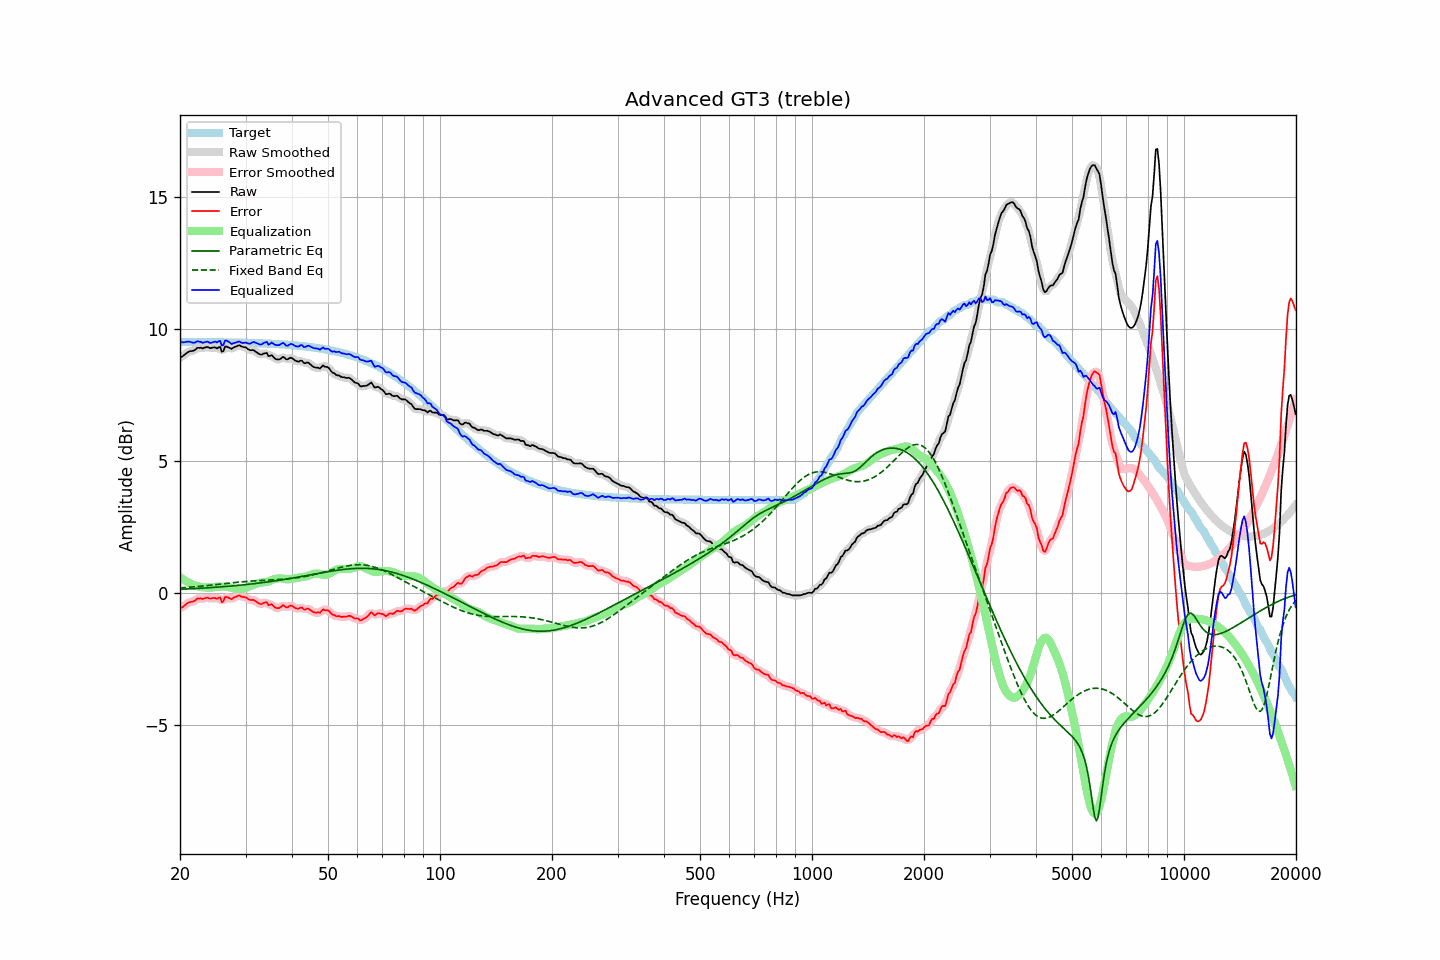 Advanced GT3 (treble)
Target
Raw Smoothed
Error Smoothed
Raw
Error
Equalization
Parametric Eq
Fixed Band Eq
Equalized
15
10
5
0
−5
Amplitude (dBr)
20 50 100 200 500 1000 2000 5000 10000 20000
Frequency (Hz)